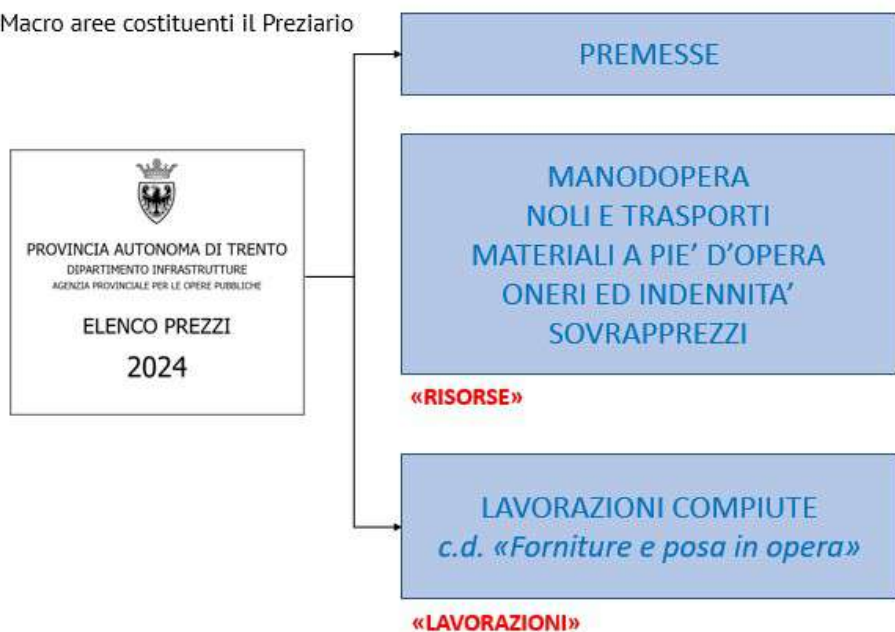 Macro aree costituenti il Preziario
PREMESSE
PROVINCIA AUTONOMA DI TRENTO
DIPARTIMENTO INFRASTRUTTURE
AGENZIA PROVINCIALE PER LE OPERE PUBBLICHE
ELENCO PREZZI
2024
MANODOPERA
NOLI E TRASPORTI
MATERIALI A PIE’ D’OPERA
ONERI ED INDENNITA’
SOVRAPPREZZI
«RISORSE»
LAVORAZIONI COMPIUTE
c.d. «Forniture e posa in opera»
«LAVORAZIONI»